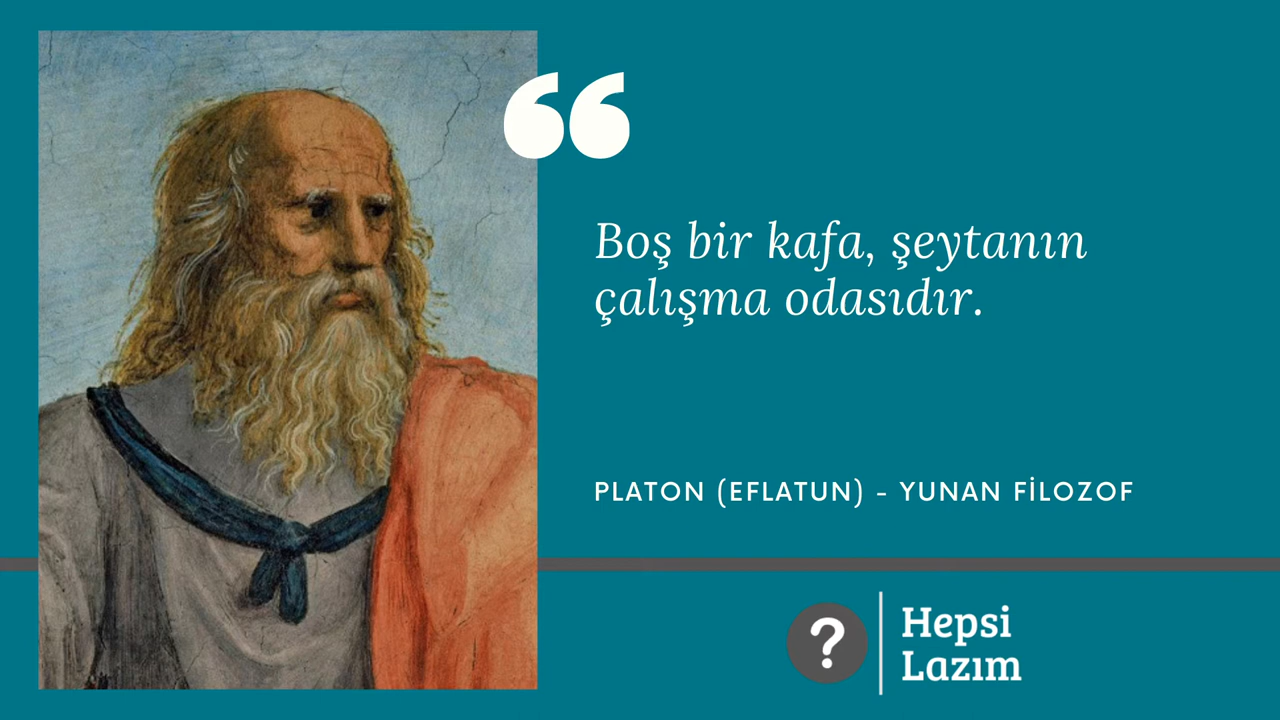 “
Boş bir kafa, şeytanın
çalışma odasıdır.
PLATON (EFLATUN) - YUNAN FİLOZOF
?
Hepsi
Lazım